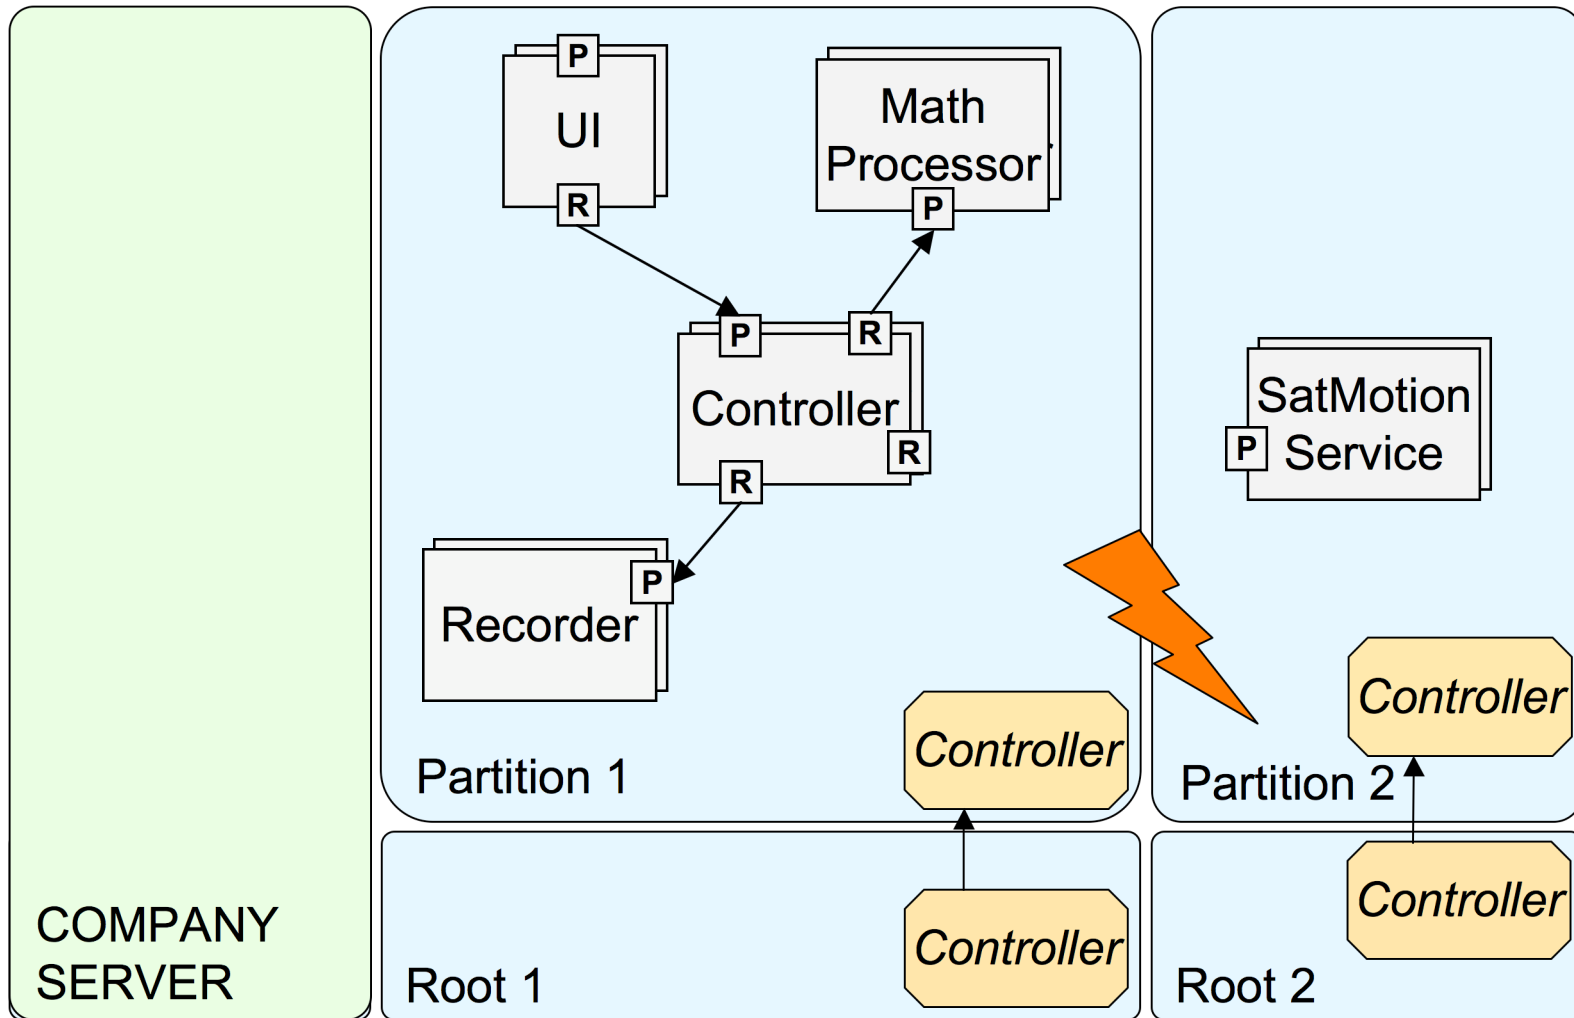 P
UI
R
Math
Processor
P
P
R
Controller
R
R
P
Recorder
SatMotion
P
Service
Controller
Partition 1
Controller
Partition 2
COMPANY
SERVER
Root 1
Controller
Root 2
Controller